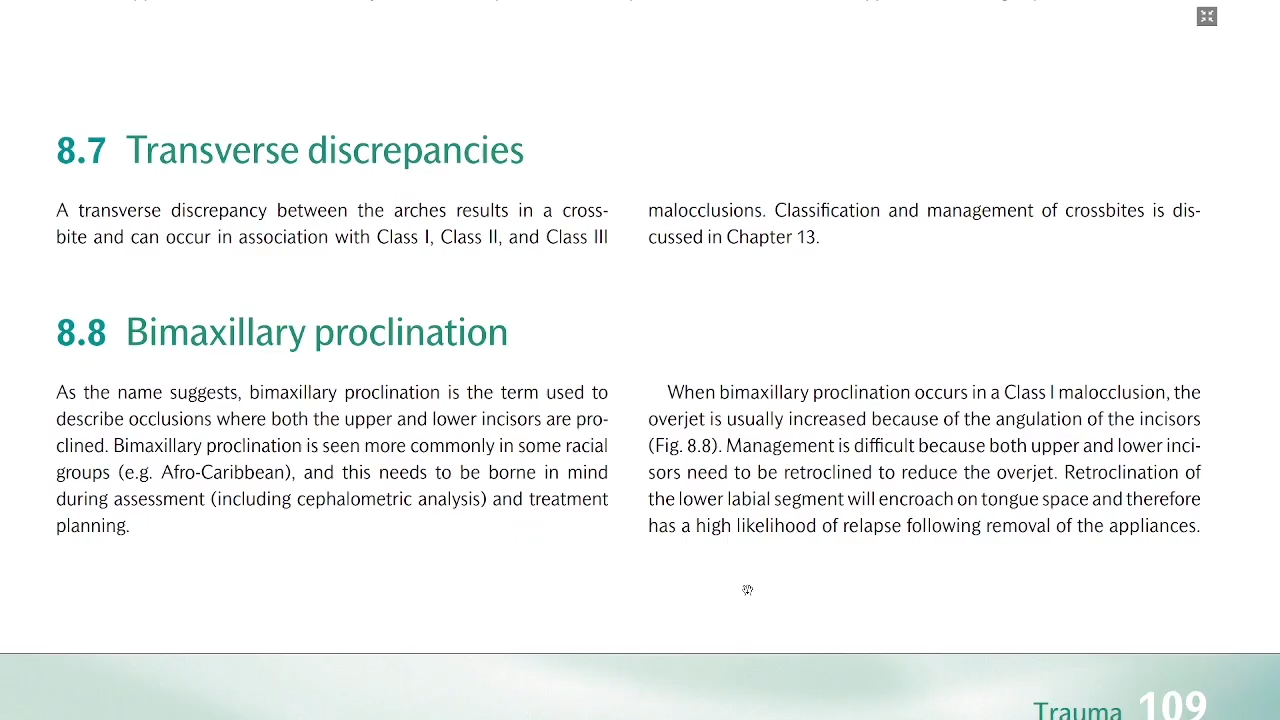 8.7 Transverse discrepancies
A transverse discrepancy between the arches results in a cross-
bite and can occur in association with Class I, Class II, and Class III
malocclusions. Classification and management of crossbites is dis-
cussed in Chapter 13.
8.8 Bimaxillary proclination
As the name suggests, bimaxillary proclination is the term used to
describe occlusions where both the upper and lower incisors are pro-
clined. Bimaxillary proclination is seen more commonly in some racial
groups (e.g. Afro-Caribbean), and this needs to be borne in mind
during assessment (including cephalometric analysis) and treatment
planning.
When bimaxillary proclination occurs in a Class I malocclusion, the
overjet is usually increased because of the angulation of the incisors
(Fig. 8.8). Management is difficult because both upper and lower inci-
sors need to be retroclined to reduce the overjet. Retroclination of
the lower labial segment will encroach on tongue space and therefore
has a high likelihood of relapse following removal of the appliances.
Trauma 109